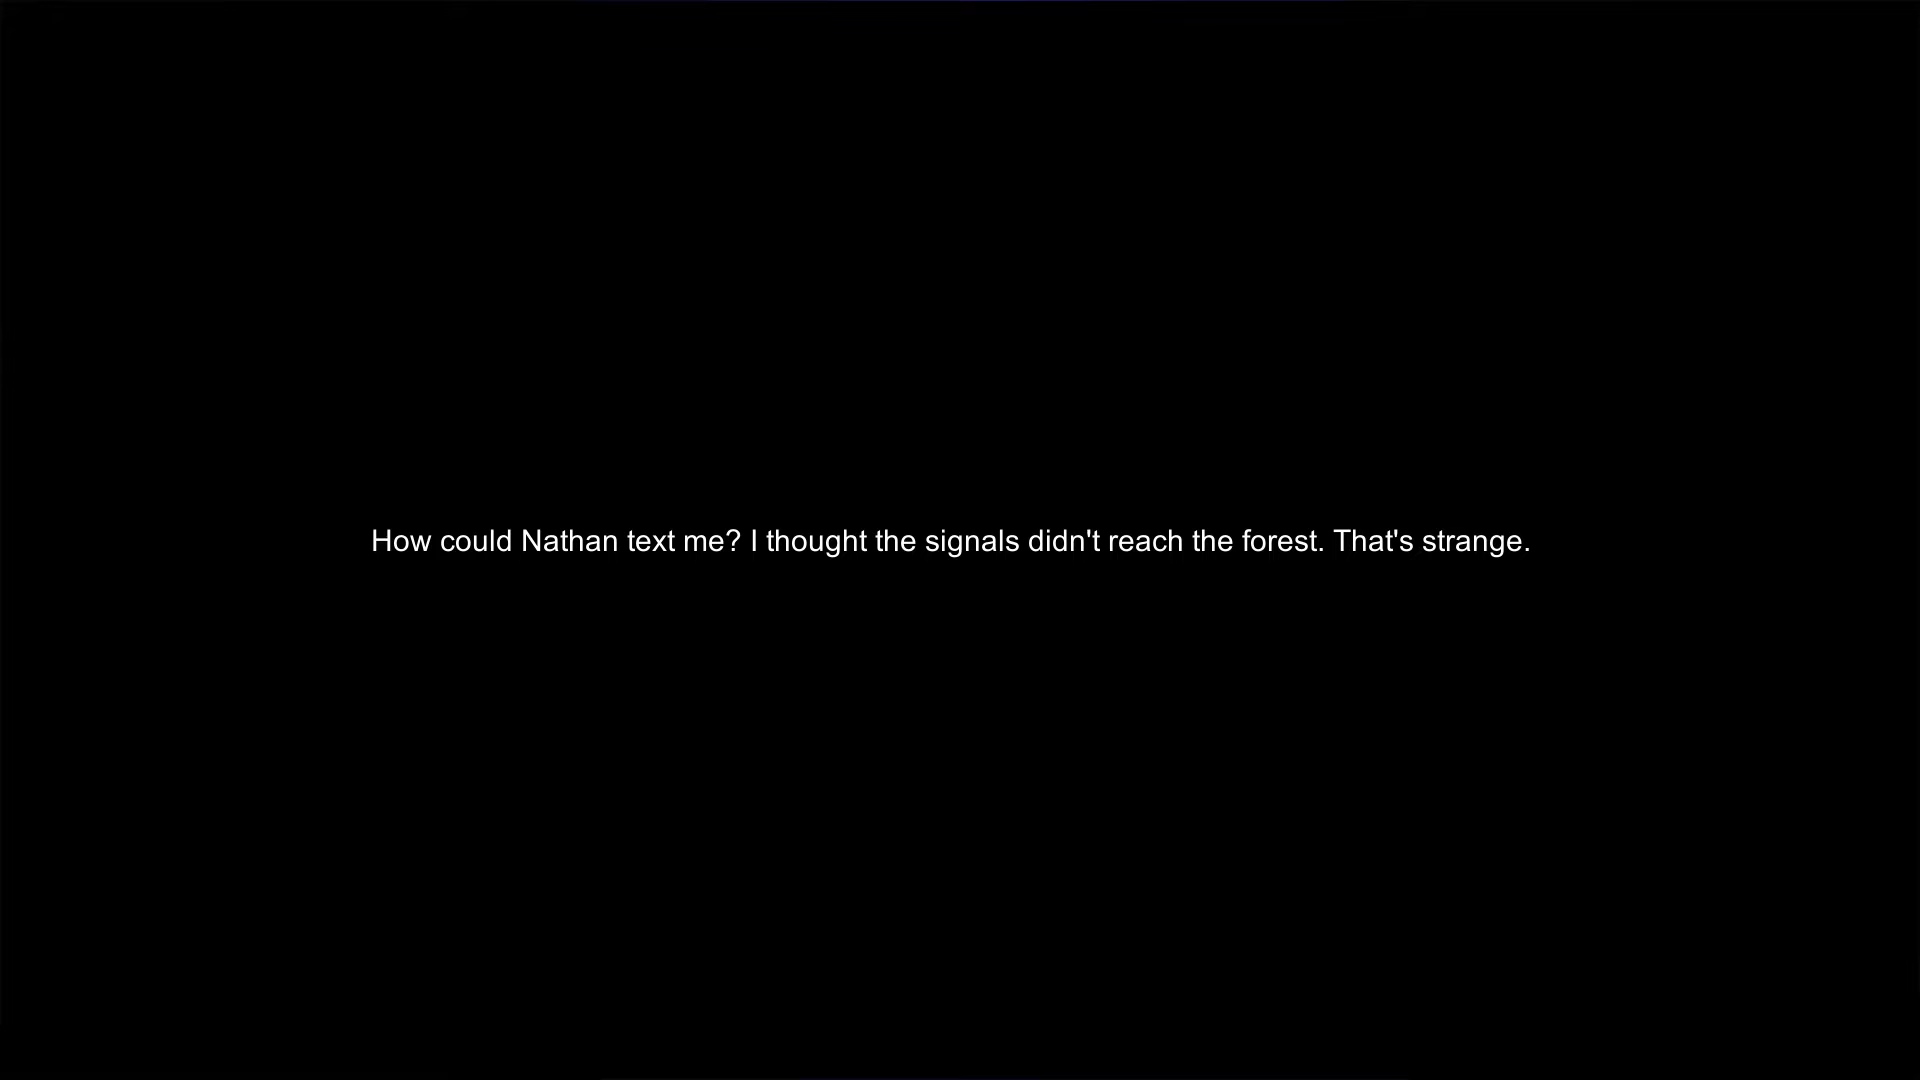 How could Nathan text me? I thought the signals didn't reach the forest. That's strange.